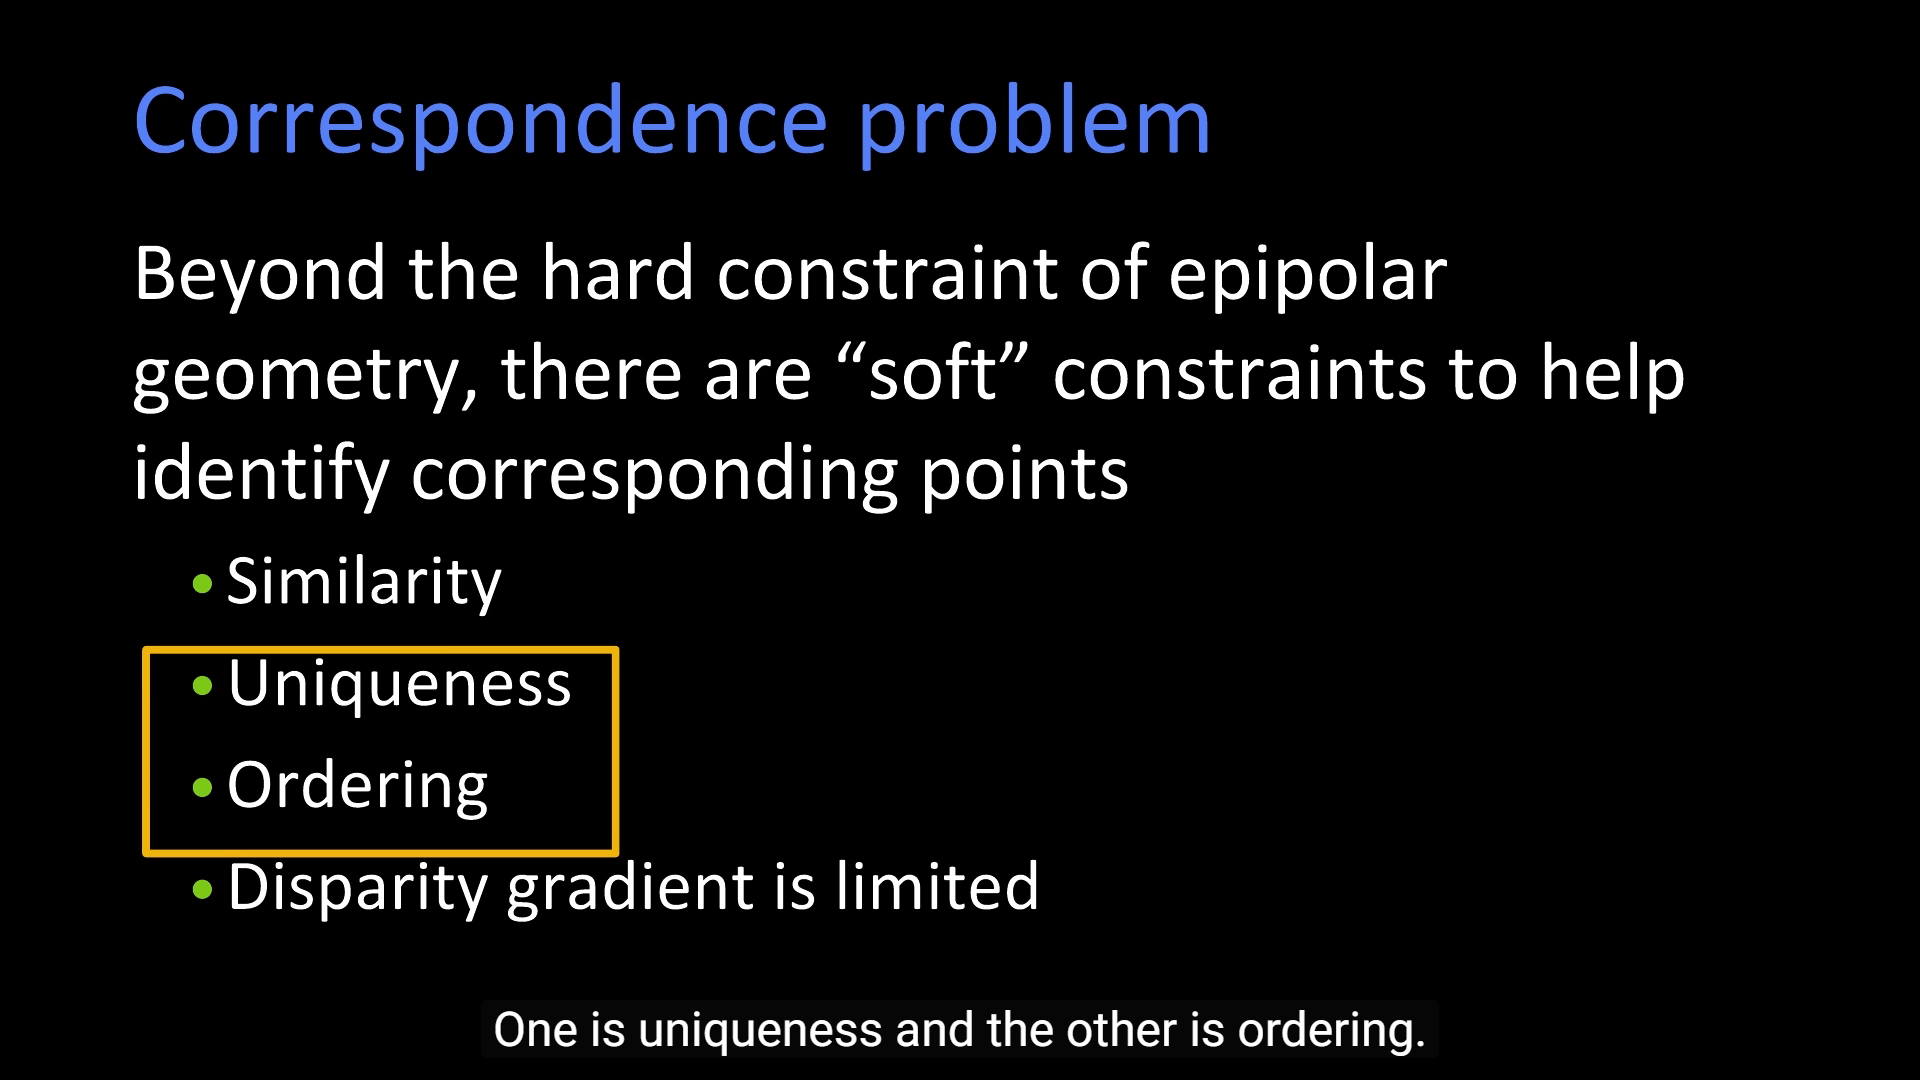 Correspondence problem
Beyond the hard constraint of epipolar
geometry, there are “soft” constraints to help
identify corresponding points
• Similarity
• Uniqueness
• Ordering
• Disparity gradient is limited
One is uniqueness and the other is ordering.